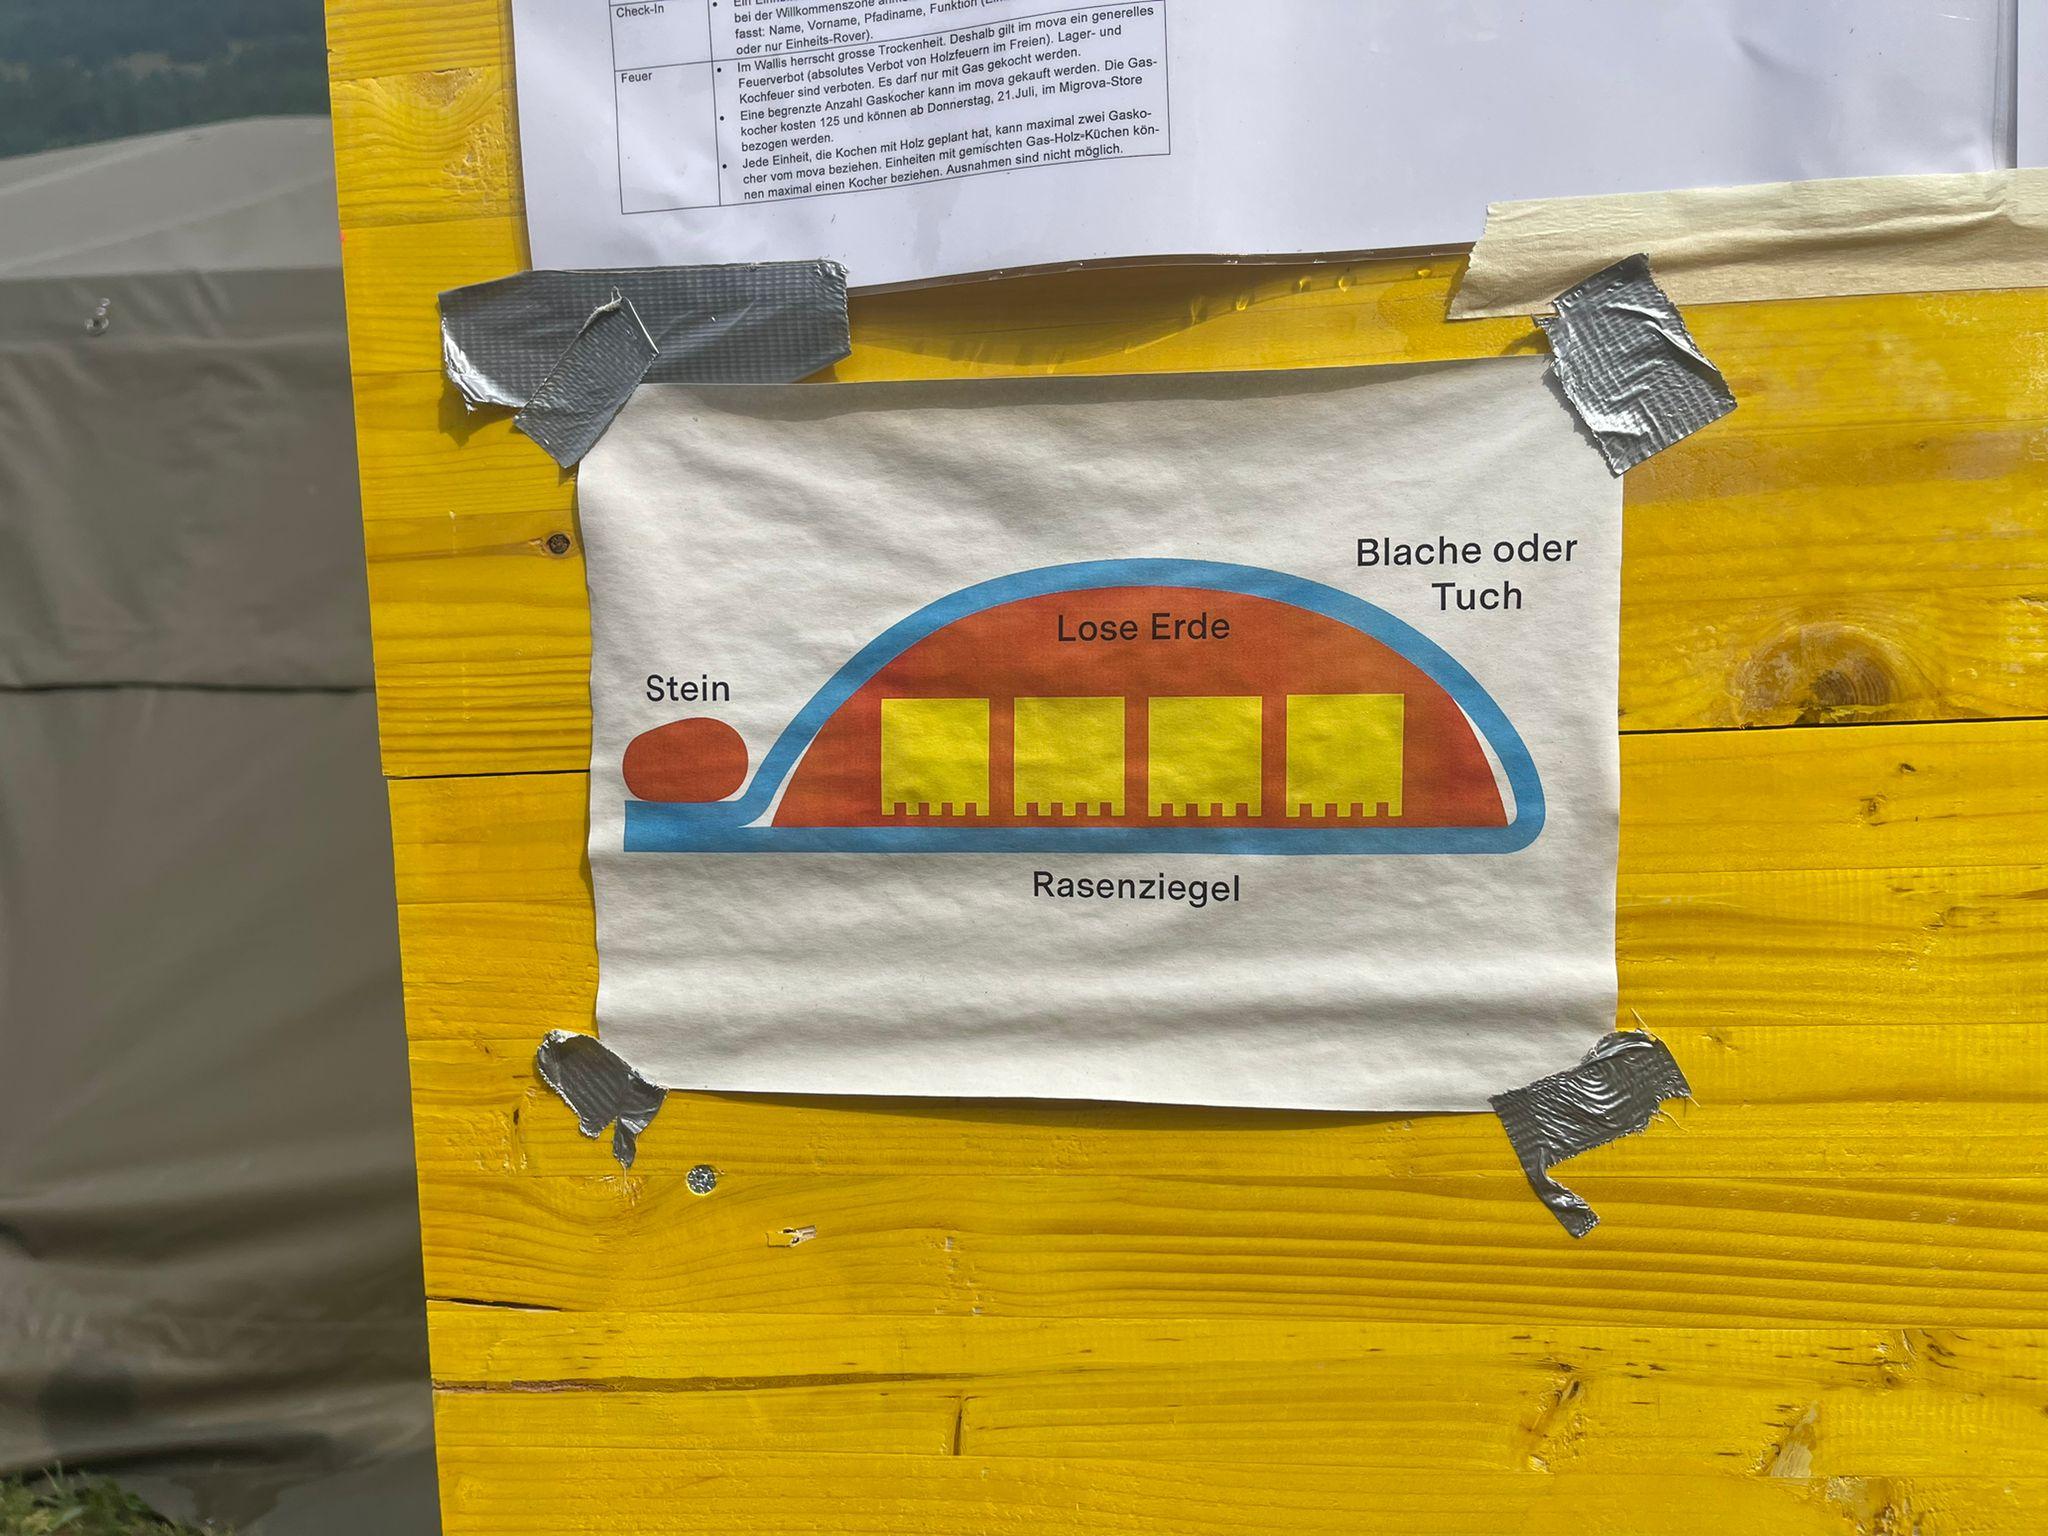 Check-In
• Ein
bei der Willkommenszone
fasst: Name, Vorname, Pfadiname, Funktion
oder nur Einheits-Rover).
Feuer
• Im Wallis herrscht grosse Trockenheit. Deshalb gilt im mova ein generelles
Feuerverbot (absolutes Verbot von Holzfeuern im Freien). Lager- und
Kochfeuer sind verboten. Es darf nur mit Gas gekocht werden.
• Eine begrenzte Anzahl Gaskocher kann im mova gekauft werden. Die Gas-
kocher kosten 125 und können ab Donnerstag, 21.Juli, im Migrova-Store
bezogen werden.
• Jede Einheit, die Kochen mit Holz geplant hat, kann maximal zwei Gasko-
cher vom mova beziehen. Einheiten mit gemischten Gas-Holz-Küchen kön-
nen maximal einen Kocher beziehen. Ausnahmen sind nicht möglich.
Blache oder
Tuch
Lose Erde
Stein
Rasenziegel